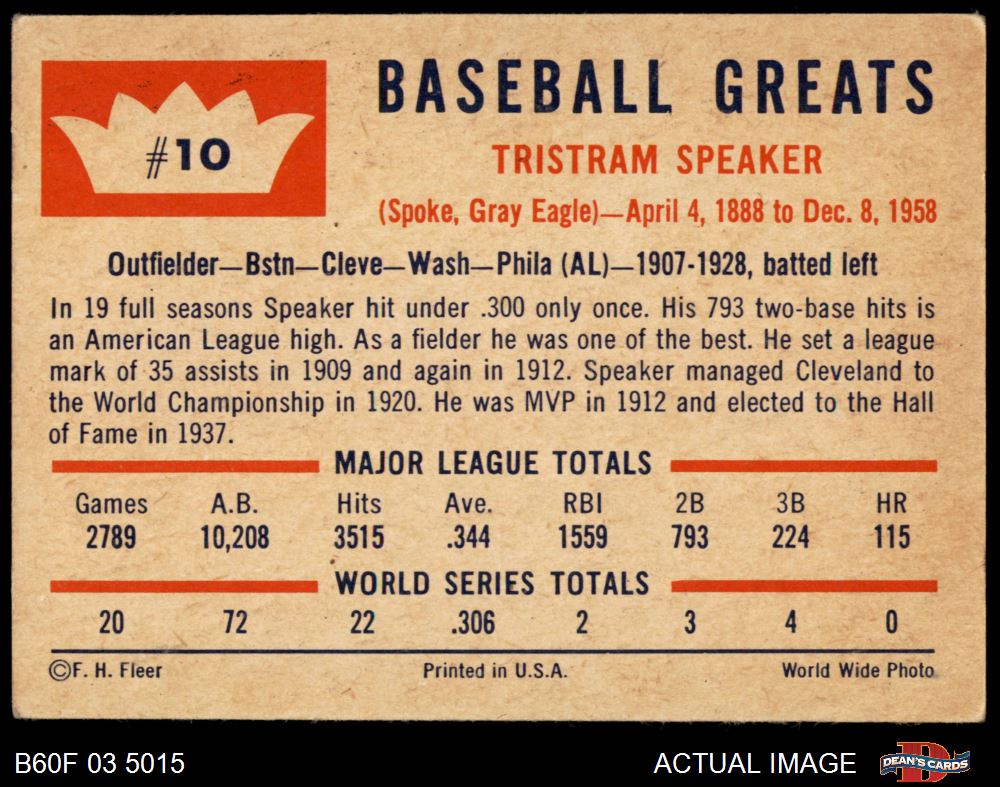 #10
BASEBALL GREATS
TRISTRAM SPEAKER
(Spoke, Gray Eagle)—April 4, 1888 to Dec. 8, 1958
Outfielder—Bstn—Cleve—Wash—Phila (AL)—1907-1928, batted left
In 19 full seasons Speaker hit under .300 only once. His 793 two-base hits is
an American League high. As a fielder he was one of the best. He set a league
mark of 35 assists in 1909 and again in 1912. Speaker managed Cleveland to
the World Championship in 1920. He was MVP in 1912 and elected to the Hall
of Fame in 1937.
MAJOR LEAGUE TOTALS
Games A.B. Hits Ave. RBI 2B 3B HR
2789 10,208 3515 .344 1559 793 224 115
WORLD SERIES TOTALS
20 72 22 .306 2 3 4 0
©F. H. Fleer Printed in U.S.A. World Wide Photo
B60F 03 5015 ACTUAL IMAGE DEAN'S CARDS